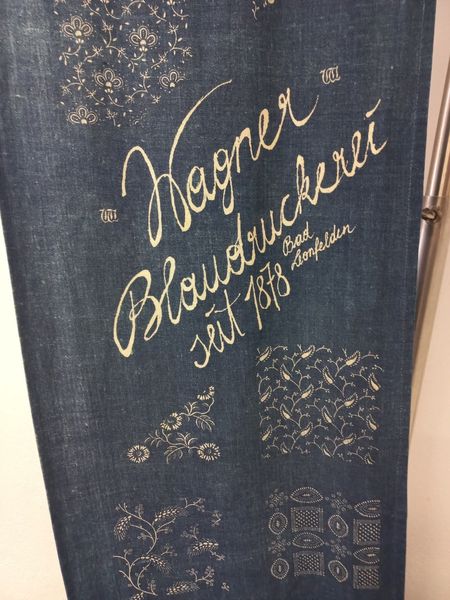 Wagner
Blaudruckerei
seit 1878
Bad
Leonfelden